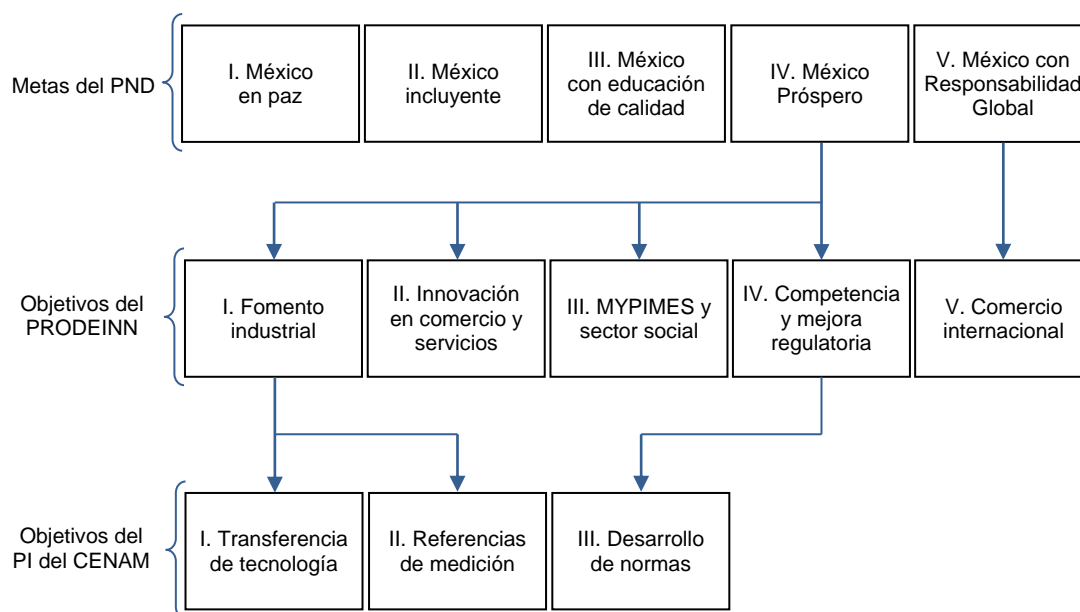 Metas del PND
I. México
en paz
II. México
incluyente
III. México
con educación
de calidad
IV. México
Próspero
V. México con
Responsabilidad
Global
Objetivos del
PRODEINN
I. Fomento
industrial
II. Innovación
en comercio y
servicios
III. MYPIMES y
sector social
IV. Competencia
y mejora
regulatoria
V. Comercio
internacional
Objetivos del
PI del CENAM
I. Transferencia
de tecnología
II. Referencias
de medición
III. Desarrollo
de normas